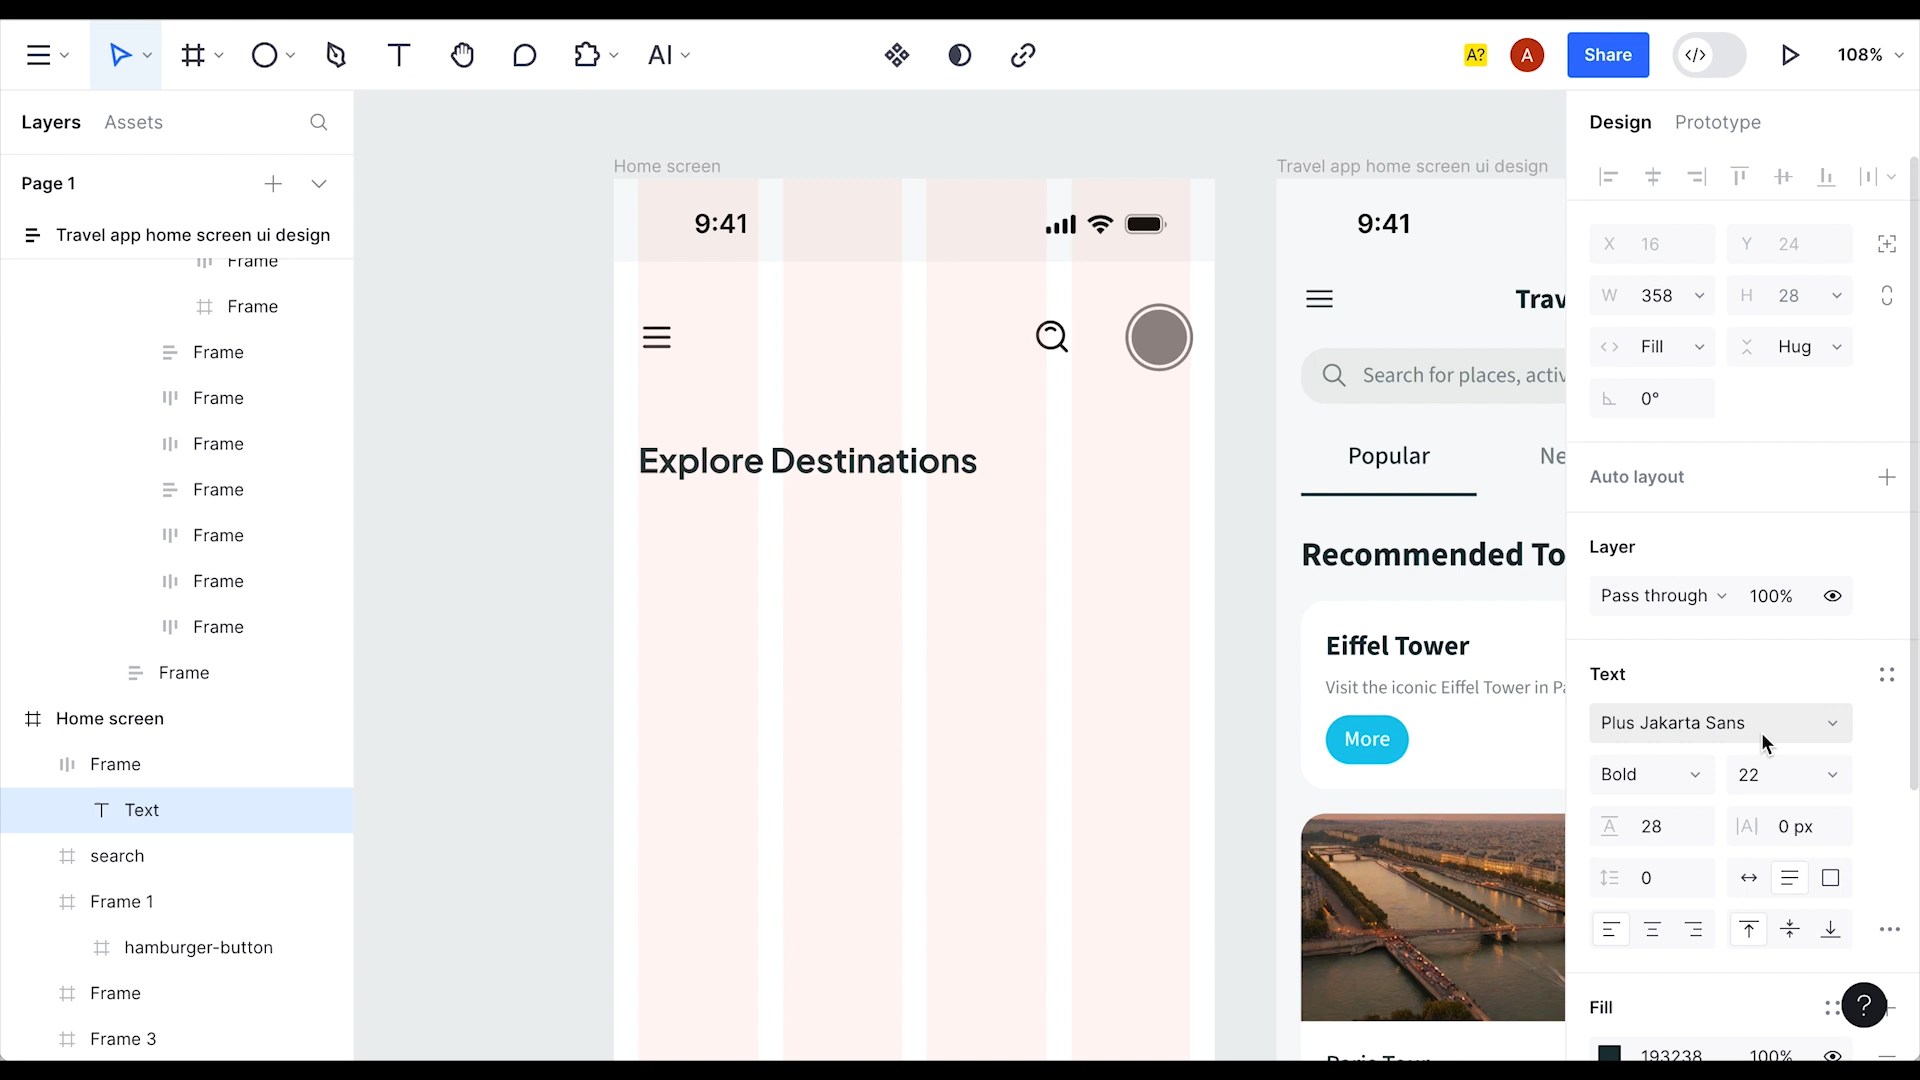 AI
A?
A
Share
108%
Layers
Assets
Page 1
Travel app home screen ui design
Frame
Frame
Frame
Frame
Frame
Frame
Frame
Frame
Frame
Frame
Home screen
Frame
Text
search
Frame 1
hamburger-button
Frame
Frame 3
Home screen
9:41
Explore Destinations
Travel app home screen ui design
9:41
Trav
Search for places, activ
Popular
Ne
Recommended To
Eiffel Tower
Visit the iconic Eiffel Tower in Pa
More
Paris Tour
Design
Prototype
X 16
Y 24
W 358
H 28
Fill
Hug
0°
Auto layout
Layer
Pass through
100%
Text
Plus Jakarta Sans
Bold
22
28
|A| 0 px
0
Fill
?
193238
100%